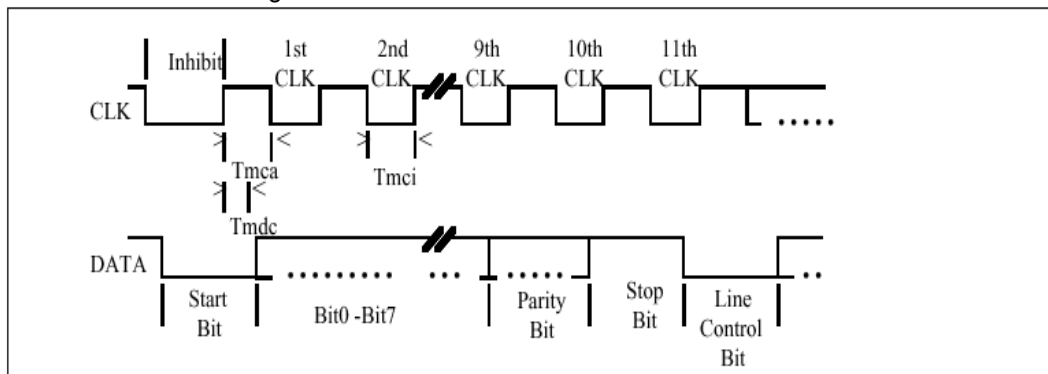 g
Inhibit
1st
CLK
2nd
CLK
9th
CLK
10th
CLK
11th
CLK
CLK
Tmca
Tmci
Tmdc
DATA
Start
Bit
Bit0 -Bit7
Parity
Bit
Stop
Bit
Line
Control
Bit